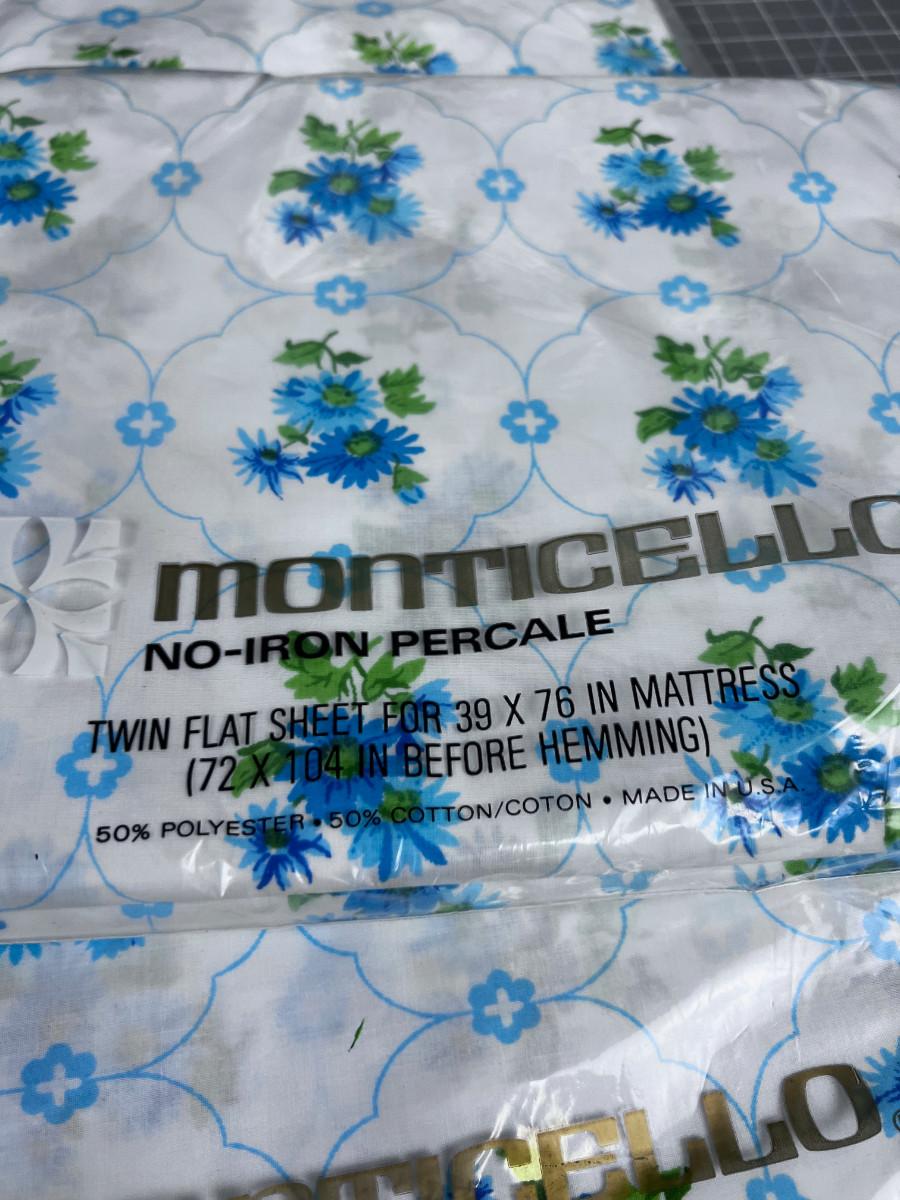 MONTICELLO
NO-IRON PERCALE
TWIN FLAT SHEET FOR 39 X 76 IN MATTRESS
(72 X 104 IN BEFORE HEMMING)
50% POLYESTER • 50% COTTON/COTON • MADE IN U.S.A.
MONTICELLO